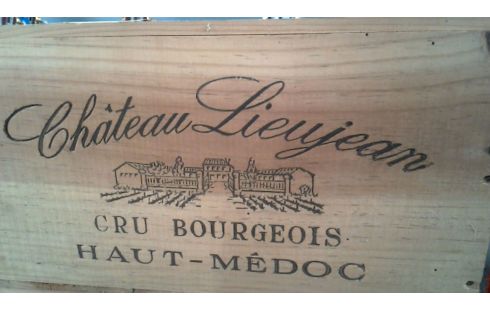 Château Lieujean
CRU BOURGEOIS
HAUT-MÉDOC